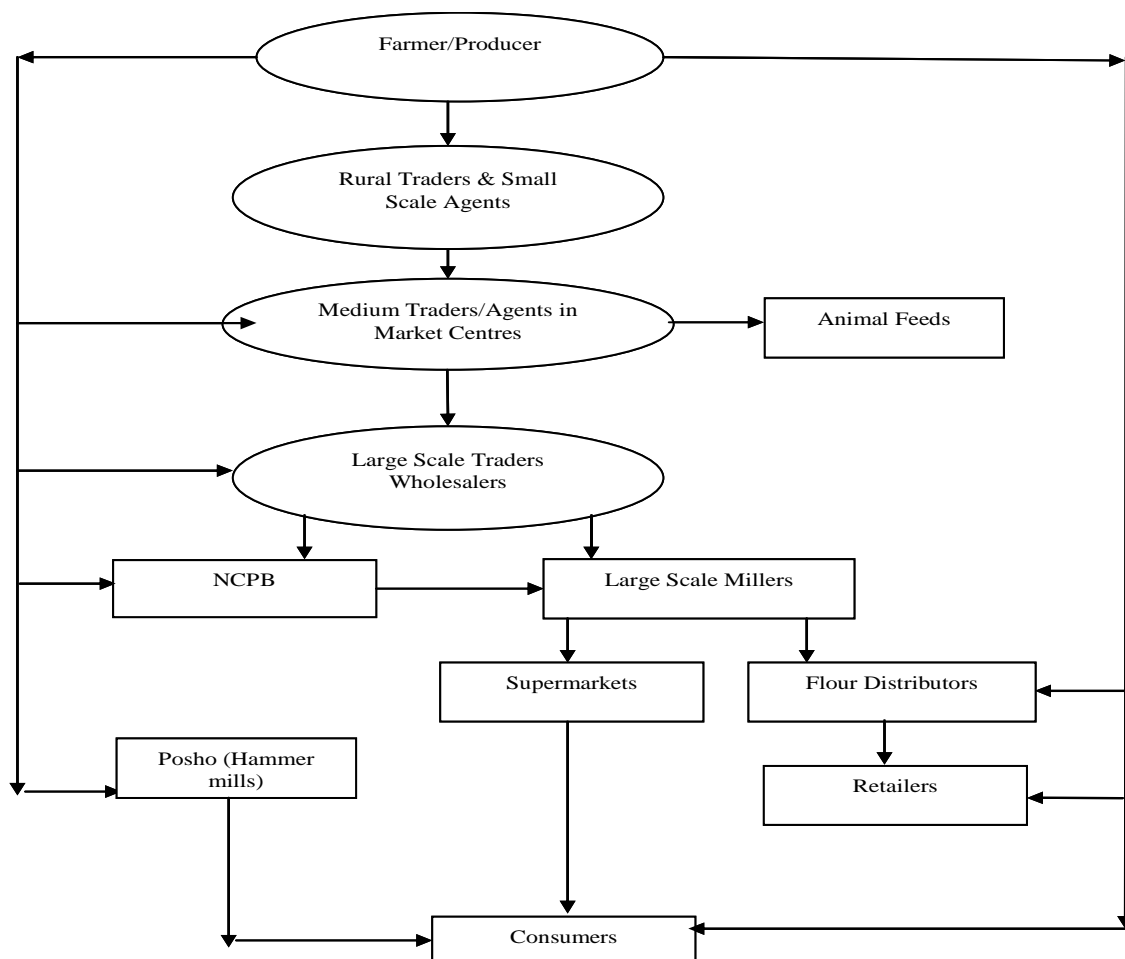 Farmer/Producer
Rural Traders & Small
Scale Agents
Medium Traders/Agents in
Market Centres
Animal Feeds
Large Scale Traders
Wholesalers
NCPB
Large Scale Millers
Supermarkets
Flour Distributors
Posho (Hammer
mills)
Retailers
Consumers